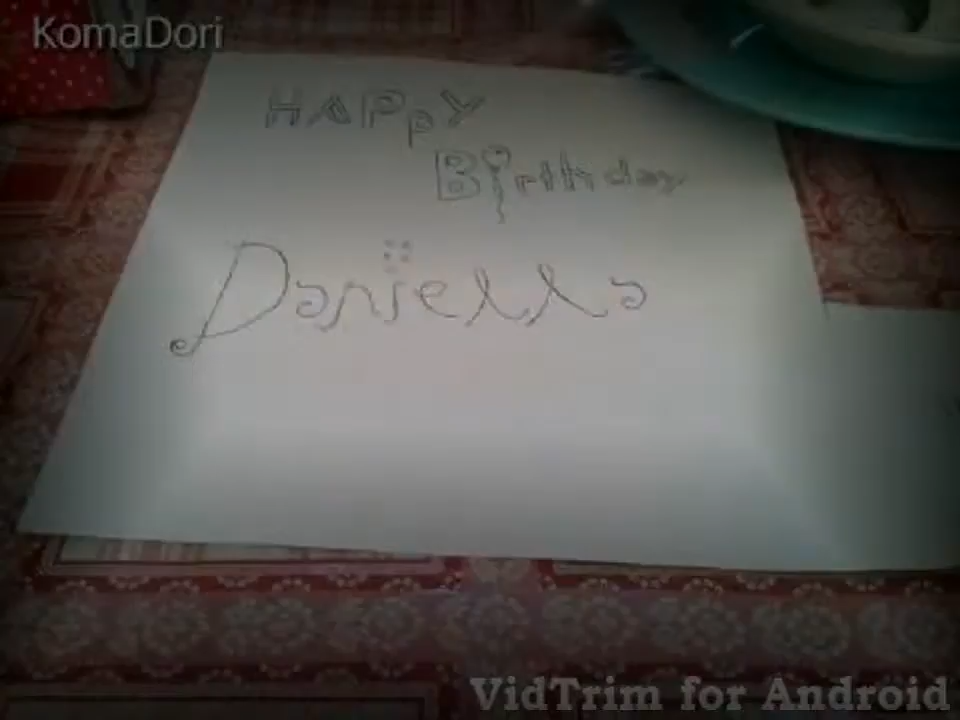 KomaDori
HAPpY
Birthday
Daniella
VidTrim for Android